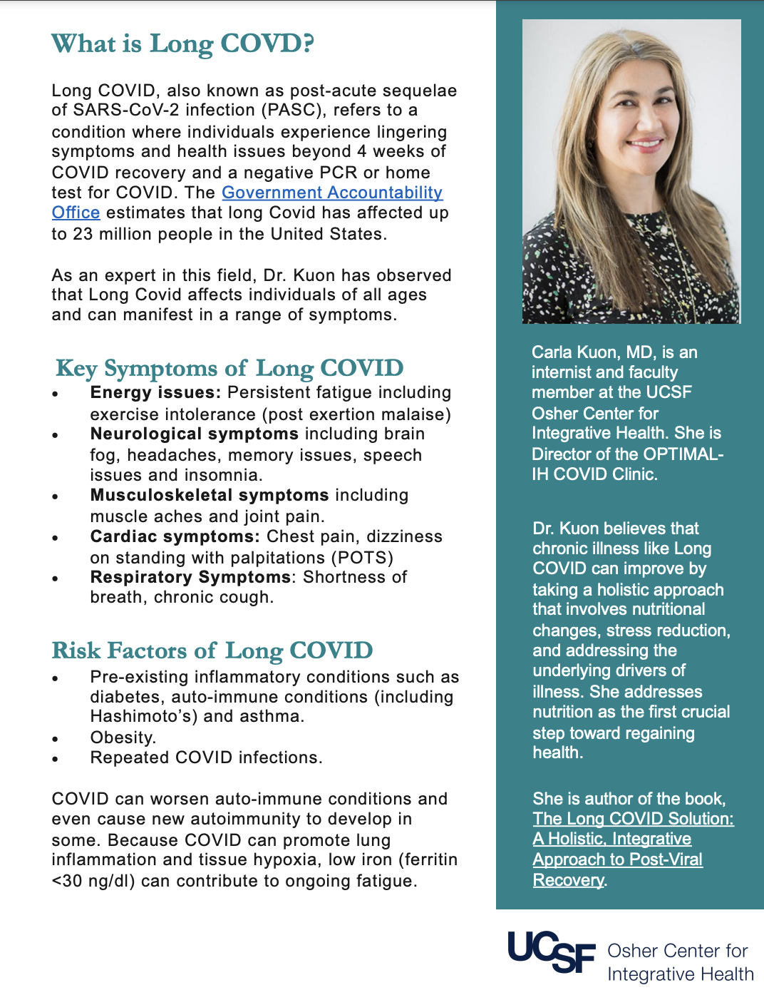 What is Long COVD?
Long COVID, also known as post-acute sequelae
of SARS-CoV-2 infection (PASC), refers to a
condition where individuals experience lingering
symptoms and health issues beyond 4 weeks of
COVID recovery and a negative PCR or home
test for COVID. The Government Accountability
Office estimates that long Covid has affected up
to 23 million people in the United States.
As an expert in this field, Dr. Kuon has observed
that Long Covid affects individuals of all ages
and can manifest in a range of symptoms.
Key Symptoms of Long COVID
• Energy issues: Persistent fatigue including
exercise intolerance (post exertion malaise)
• Neurological symptoms including brain
fog, headaches, memory issues, speech
issues and insomnia.
• Musculoskeletal symptoms including
muscle aches and joint pain.
• Cardiac symptoms: Chest pain, dizziness
on standing with palpitations (POTS)
• Respiratory Symptoms: Shortness of
breath, chronic cough.
Risk Factors of Long COVID
• Pre-existing inflammatory conditions such as
diabetes, auto-immune conditions (including
Hashimoto’s) and asthma.
• Obesity.
• Repeated COVID infections.
COVID can worsen auto-immune conditions and
even cause new autoimmunity to develop in
some. Because COVID can promote lung
inflammation and tissue hypoxia, low iron (ferritin
<30 ng/dl) can contribute to ongoing fatigue.
Carla Kuon, MD, is an
internist and faculty
member at the UCSF
Osher Center for
Integrative Health. She is
Director of the OPTIMAL-
IH COVID Clinic.
Dr. Kuon believes that
chronic illness like Long
COVID can improve by
taking a holistic approach
that involves nutritional
changes, stress reduction,
and addressing the
underlying drivers of
illness. She addresses
nutrition as the first crucial
step toward regaining
health.
She is author of the book,
The Long COVID Solution:
A Holistic, Integrative
Approach to Post-Viral
Recovery.
UCSF
Osher Center for
Integrative Health